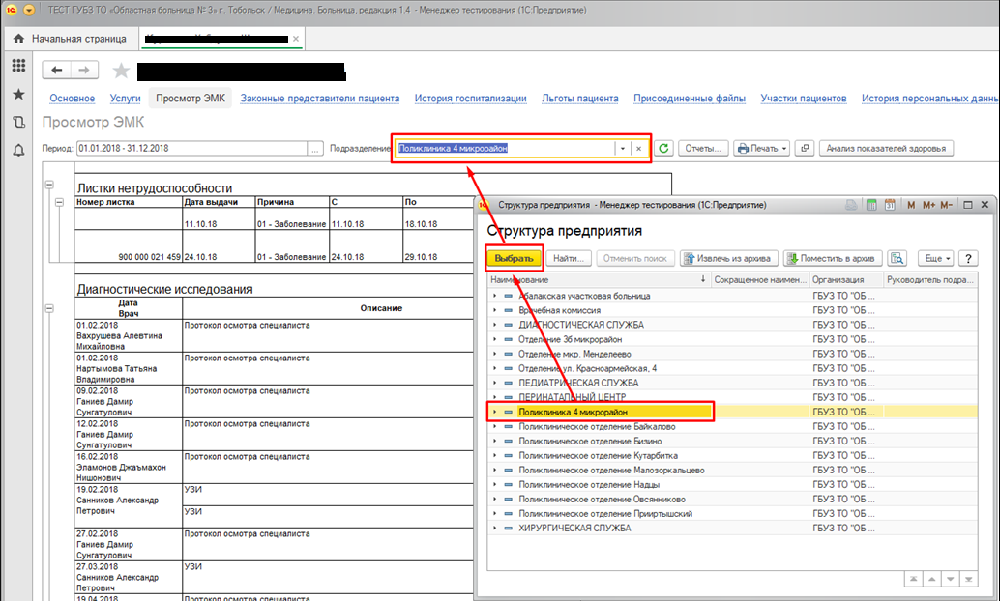 ТЕСТ ГУБЗ ТО «Областная больница № 3» г. Тобольск / Медицина. Больница, редакция 1.4 - Менеджер тестирования (1С:Предприятие)
Начальная страница
Основное Услуги Просмотр ЭМК Законные представители пациента История госпитализации Льготы пациента Присоединенные файлы Участки пациентов История персональных данны
Просмотр ЭМК
Период: 01.01.2018 - 31.12.2018 ... Подразделение Поликлиника 4 микрорайон Отчеты... Печать Анализ показателей здоровья
Листки нетрудоспособности
Номер листка Дата выдачи Причина С По
11.10.18 01 - Заболевание 11.10.18 18.10.18
900 000 021 459 24.10.18 01 - Заболевание 24.10.18 29.10.18
Диагностические исследования
Дата
Врач
Описание
01.02.2018 Протокол осмотра специалиста
Вахрушева Алевтина
Михайловна
01.02.2018 Протокол осмотра специалиста
Нартымова Татьяна
Владимировна
09.02.2018 Протокол осмотра специалиста
Ганиев Дамир
Сунгатулович
12.02.2018 Протокол осмотра специалиста
Ганиев Дамир
Сунгатулович
16.02.2018 Протокол осмотра специалиста
Эламонов Джаъмахон
Нишонович
19.02.2018 УЗИ
Санников Александр
Петрович УЗИ
27.02.2018 Протокол осмотра специалиста
Ганиев Дамир
Сунгатулович
27.03.2018 УЗИ
Санников Александр
Петрович
19.04.2018 Протокол осмотра специалиста
Структура предприятия - Менеджер тестирования (1С:Предприятие) M M+ M-
Структура предприятия
Выбрать Найти... Отменить поиск Извлечь из архива Поместить в архив Еще ?
Наименование Сокращенное наимен... Организация Руководитель подра...
Абалакская участковая больница ГБУЗ ТО "ОБ ...
Врачебная комиссия ГБУЗ ТО "ОБ ...
ДИАГНОСТИЧЕСКАЯ СЛУЖБА ГБУЗ ТО "ОБ ...
Отделение 3б микрорайон ГБУЗ ТО "ОБ ...
Отделение мкр. Менделеево ГБУЗ ТО "ОБ ...
Отделение ул. Красноармейская, 4 ГБУЗ ТО "ОБ ...
ПЕДИАТРИЧЕСКАЯ СЛУЖБА ГБУЗ ТО "ОБ ...
ПЕРИНАТАЛЬНЫЙ ЦЕНТР ГБУЗ ТО "ОБ ...
Поликлиника 4 микрорайон ГБУЗ ТО "ОБ ...
Поликлиническое отделение Байкалово ГБУЗ ТО "ОБ ...
Поликлиническое отделение Бизино ГБУЗ ТО "ОБ ...
Поликлиническое отделение Кутарбитка ГБУЗ ТО "ОБ ...
Поликлиническое отделение Малозоркальцево ГБУЗ ТО "ОБ ...
Поликлиническое отделение Надцы ГБУЗ ТО "ОБ ...
Поликлиническое отделение Овсянниково ГБУЗ ТО "ОБ ...
Поликлиническое отделение Прииртышский ГБУЗ ТО "ОБ ...
ХИРУРГИЧЕСКАЯ СЛУЖБА ГБУЗ ТО "ОБ ...